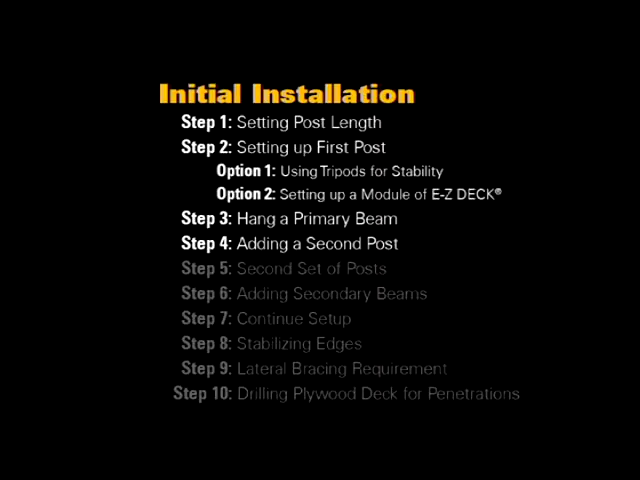 Initial Installation
Step 1: Setting Post Length
Step 2: Setting up First Post
Option 1: Using Tripods for Stability
Option 2: Setting up a Module of E-Z DECK®
Step 3: Hang a Primary Beam
Step 4: Adding a Second Post
Step 5: Second Set of Posts
Step 6: Adding Secondary Beams
Step 7: Continue Setup
Step 8: Stabilizing Edges
Step 9: Lateral Bracing Requirement
Step 10: Drilling Plywood Deck for Penetrations